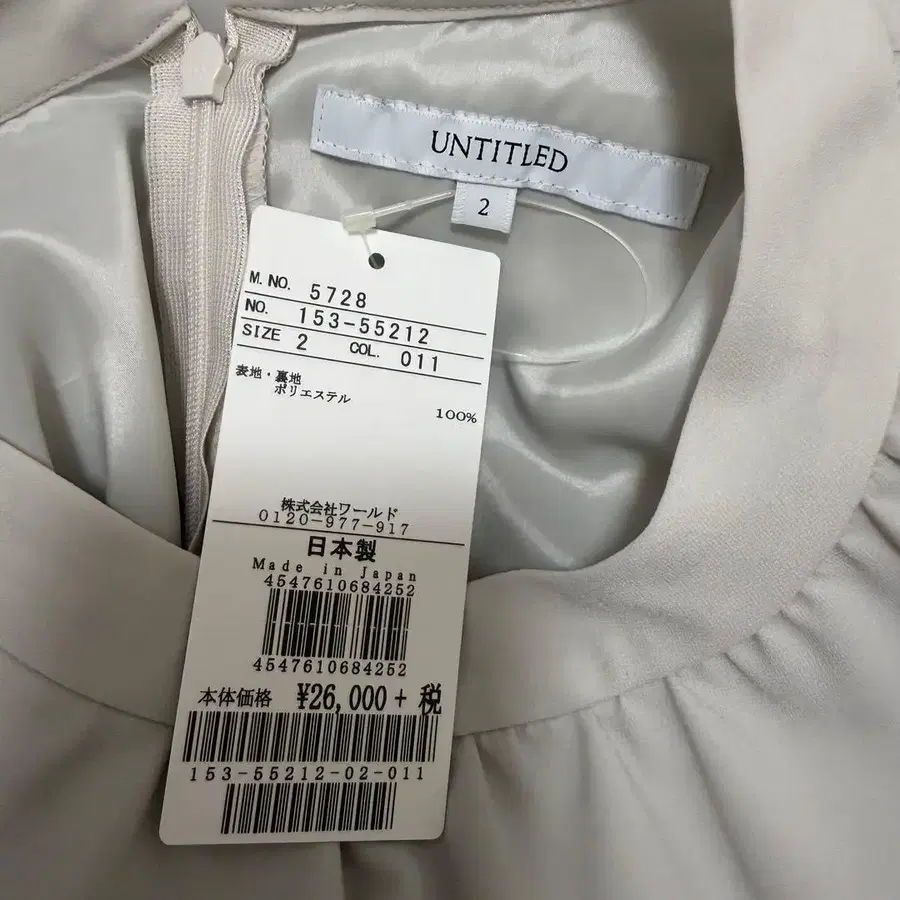 UNTITLED
2
M. NO. 5728
NO. 153-55212
SIZE 2 COL. 011
表地・裏地
ポリエステル
100%
株式会社ワールド
0120-977-917
日本製
Made in Japan
4547610684252
4547610684252
本体価格 ¥26,000+税
153-55212-02-011